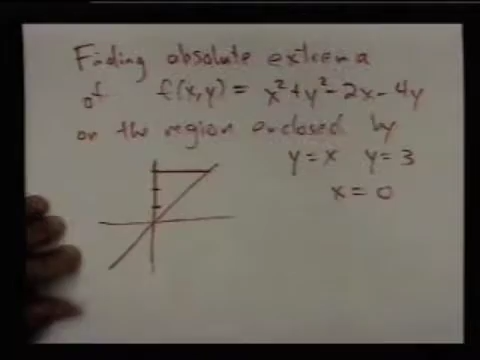 Finding absolute extrema
of f(x,y) = x² + y² - 2x - 4y
on the region enclosed by
y = x y = 3
x = 0